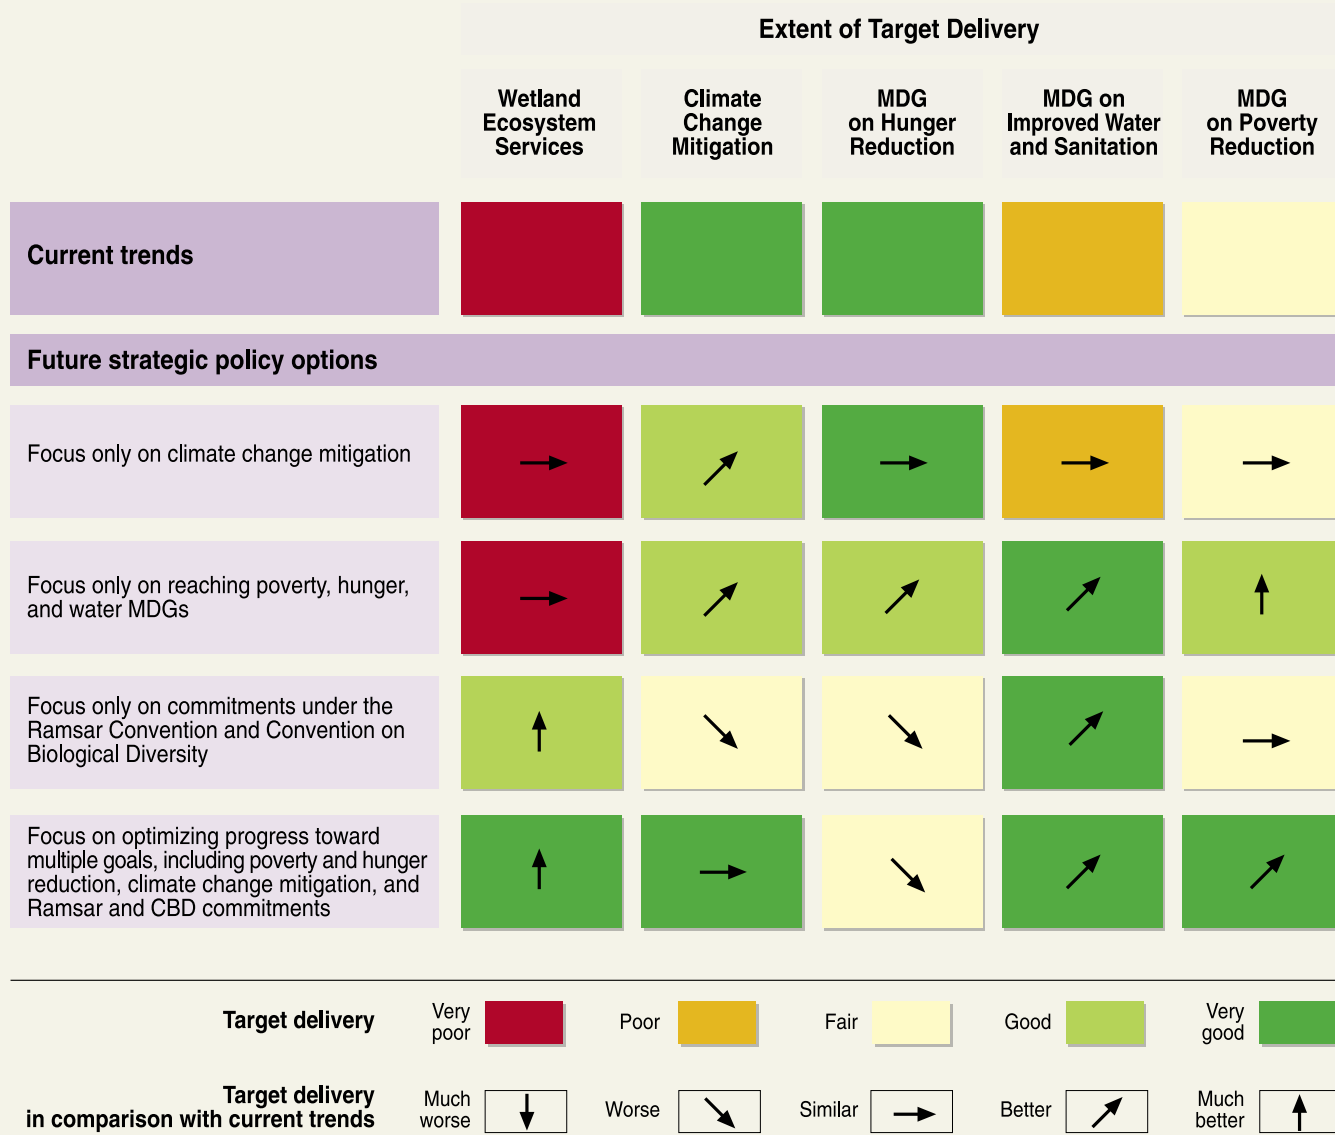 Extent of Target Delivery
Wetland
Ecosystem
Services
Climate
Change
Mitigation
MDG
on Hunger
Reduction
MDG on
Improved Water
and Sanitation
MDG
on Poverty
Reduction
Current trends
Future strategic policy options
Focus only on climate change mitigation
Focus only on reaching poverty, hunger,
and water MDGs
Focus only on commitments under the
Ramsar Convention and Convention on
Biological Diversity
Focus on optimizing progress toward
multiple goals, including poverty and hunger
reduction, climate change mitigation, and
Ramsar and CBD commitments
Target delivery
Very
poor
Poor
Fair
Good
Very
good
Target delivery
in comparison with current trends
Much
worse
Worse
Similar
Better
Much
better